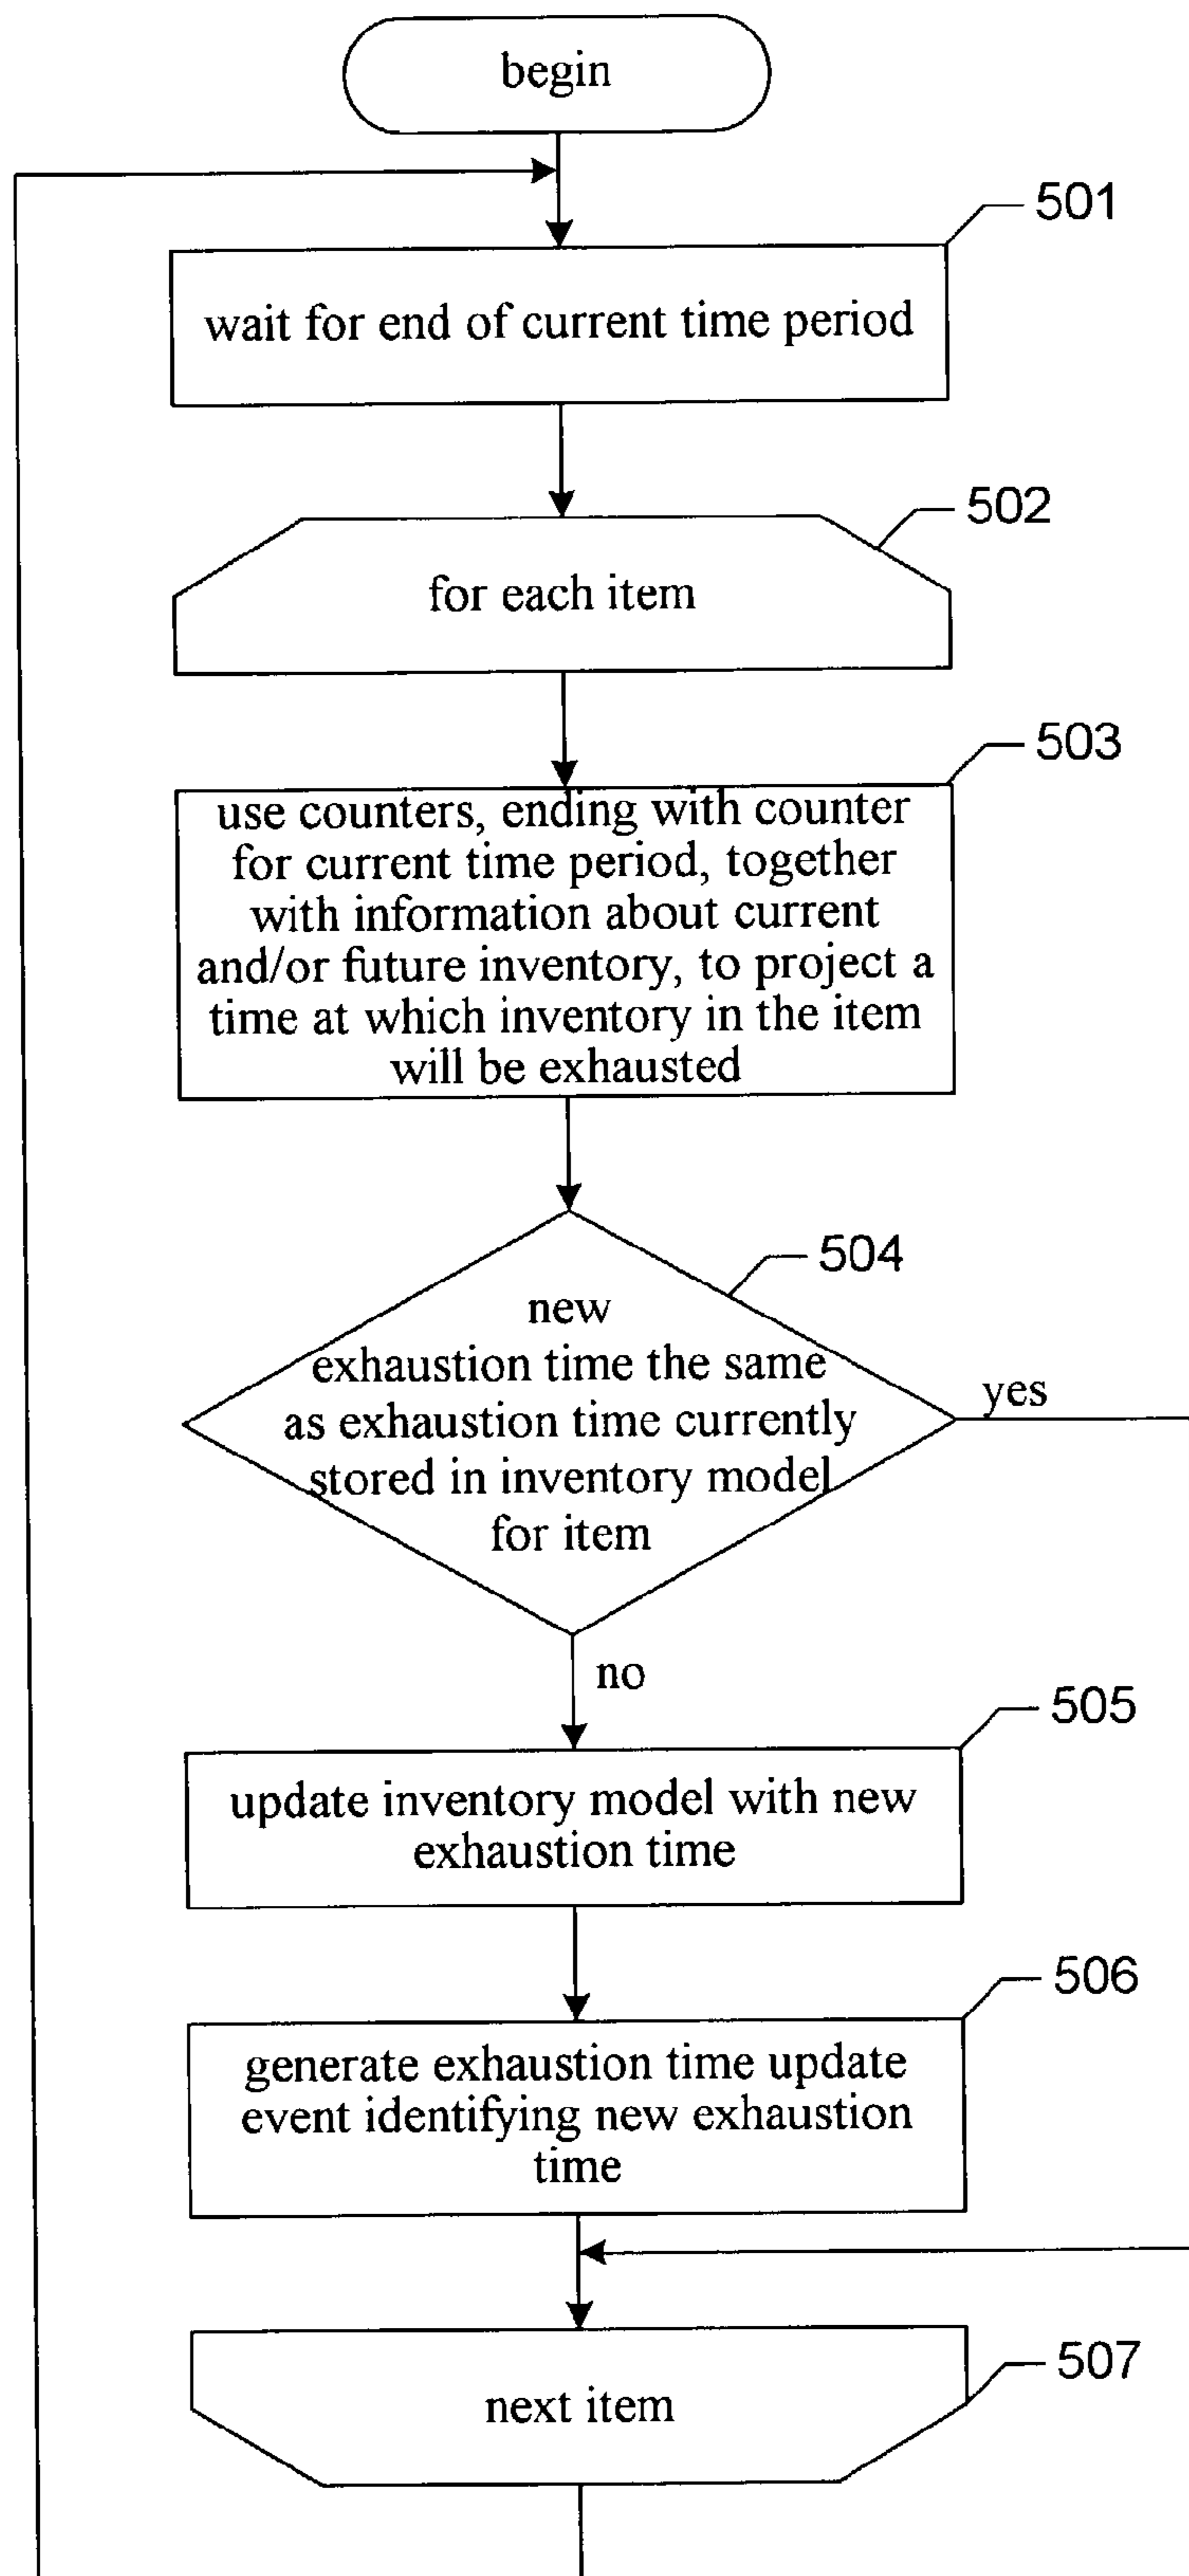 begin
501
wait for end of current time period
502
for each item
503
use counters, ending with counter
for current time period, together
with information about current
and/or future inventory, to project a
time at which inventory in the item
will be exhausted
504
new
exhaustion time the same
as exhaustion time currently
stored in inventory model
for item
yes
no
505
update inventory model with new
exhaustion time
506
generate exhaustion time update
event identifying new exhaustion
time
507
next item